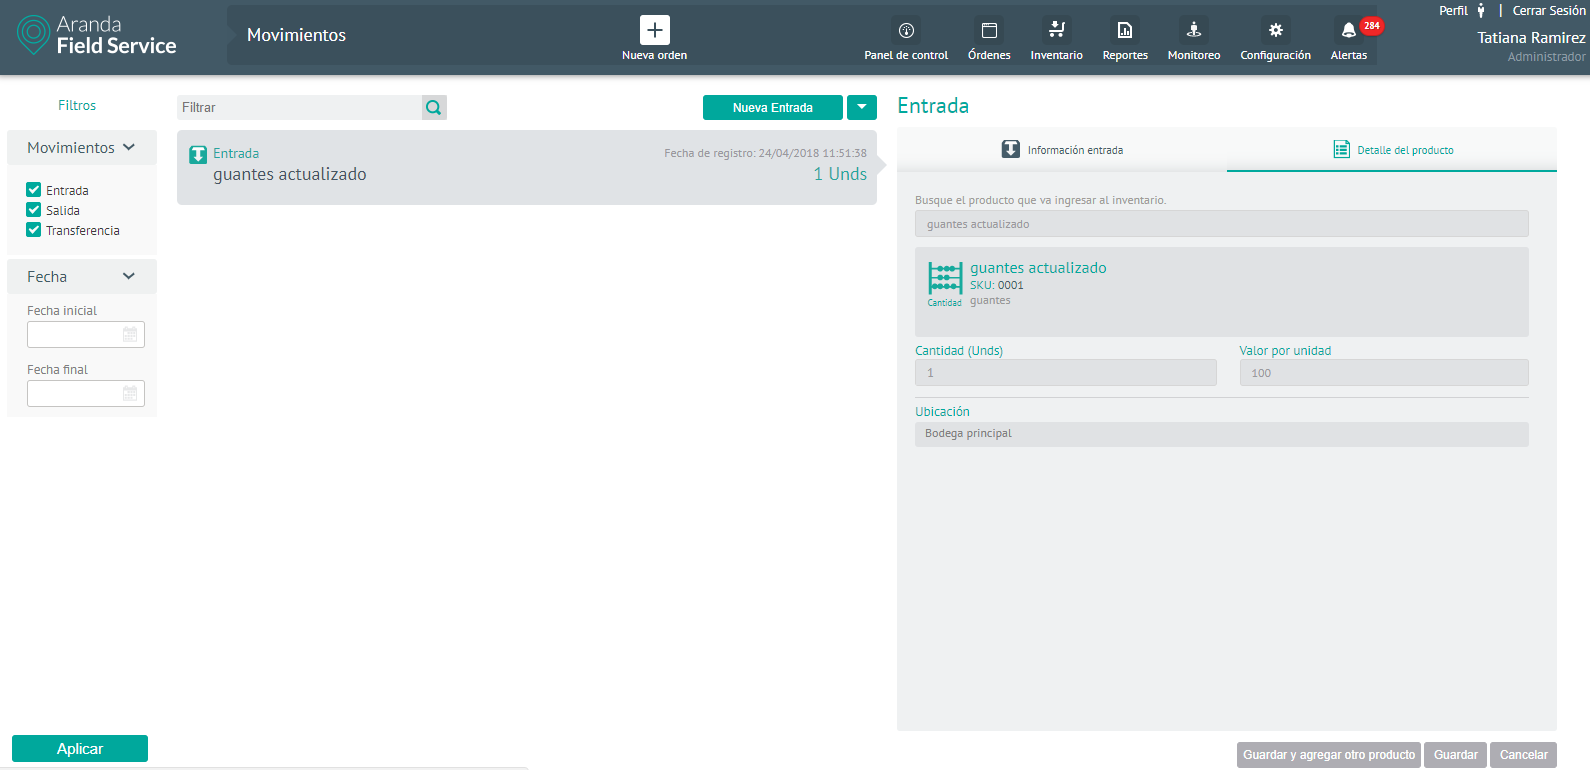 Aranda
Field Service
Movimientos
Nueva orden
Panel de control
Órdenes
Inventario
Reportes
Monitoreo
Configuración
Alertas
284
Perfil | Cerrar Sesión
Tatiana Ramirez
Administrador
Filtros
Movimientos
Entrada
Salida
Transferencia
Fecha
Fecha inicial
Fecha final
Aplicar
Filtrar
Nueva Entrada
Entrada
Fecha de registro: 24/04/2018 11:51:38
guantes actualizado
1 Unds
Entrada
Información entrada
Detalle del producto
Busque el producto que va ingresar al inventario.
guantes actualizado
guantes actualizado
SKU: 0001
Cantidad
guantes
Cantidad (Unds)
Valor por unidad
1
100
Ubicación
Bodega principal
Guardar y agregar otro producto
Guardar
Cancelar